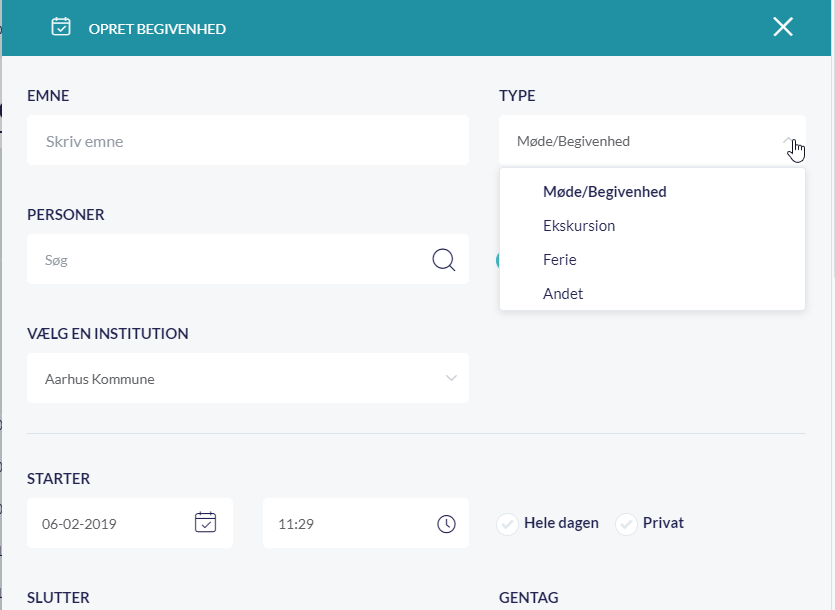 OPRET BEGIVENHED
EMNE
TYPE
Skriv emne
Møde/Begivenhed
Møde/Begivenhed
Ekskursion
Ferie
Andet
PERSONER
Søg
VÆLG EN INSTITUTION
Aarhus Kommune
STARTER
06-02-2019
11:29
Hele dagen
Privat
SLUTTER
GENTAG